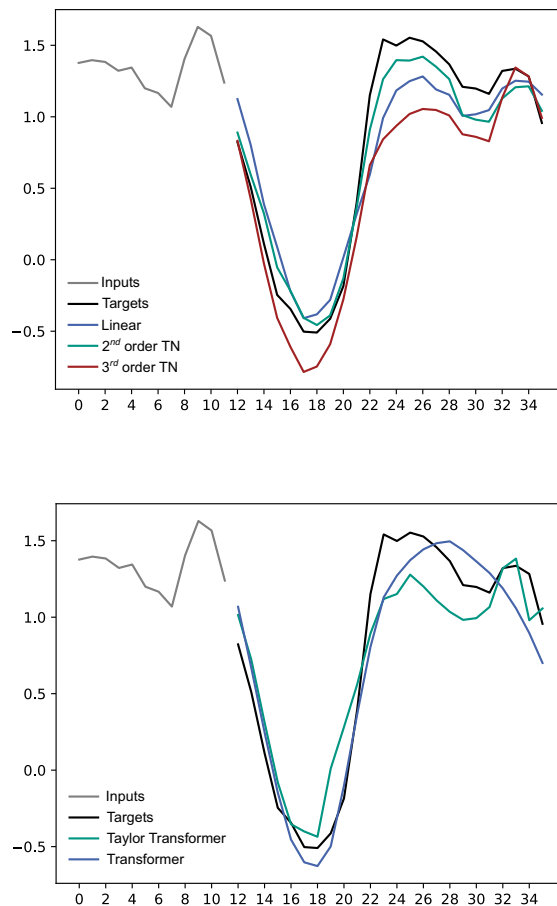 1.5
1.0
0.5
0.0
−0.5
Inputs
Targets
Linear
2nd order TN
3rd order TN
0 2 4 6 8 10 12 14 16 18 20 22 24 26 28 30 32 34
1.5
1.0
0.5
0.0
−0.5
Inputs
Targets
Taylor Transformer
Transformer
0 2 4 6 8 10 12 14 16 18 20 22 24 26 28 30 32 34